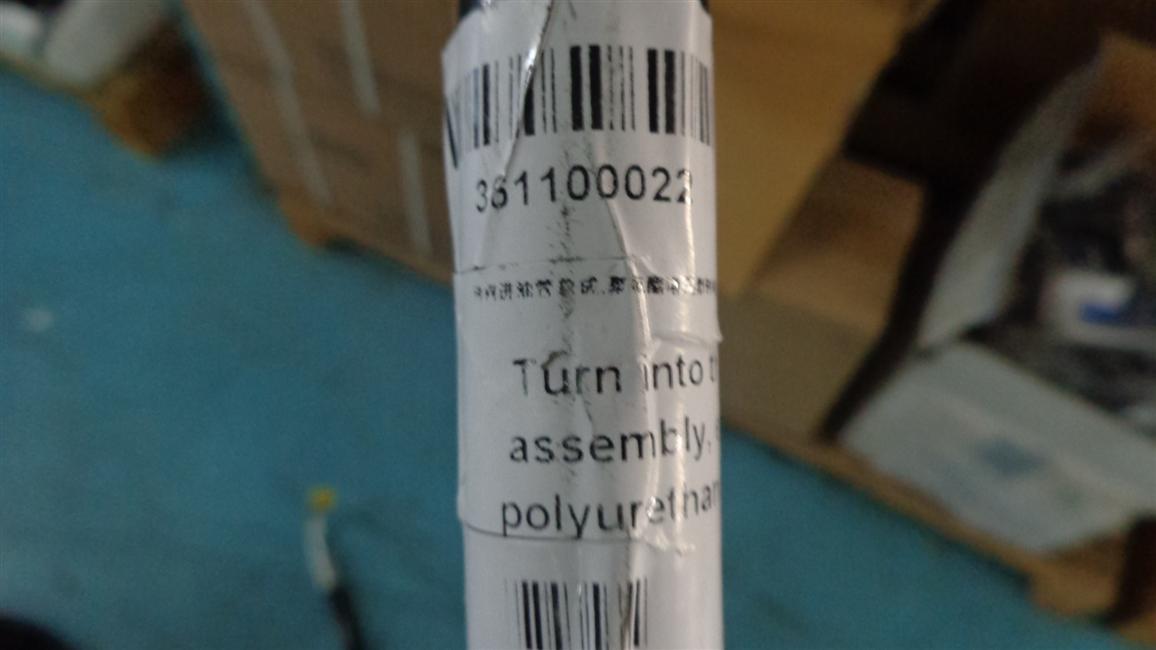 361100022
Turn into t
assembly,
polyurethan